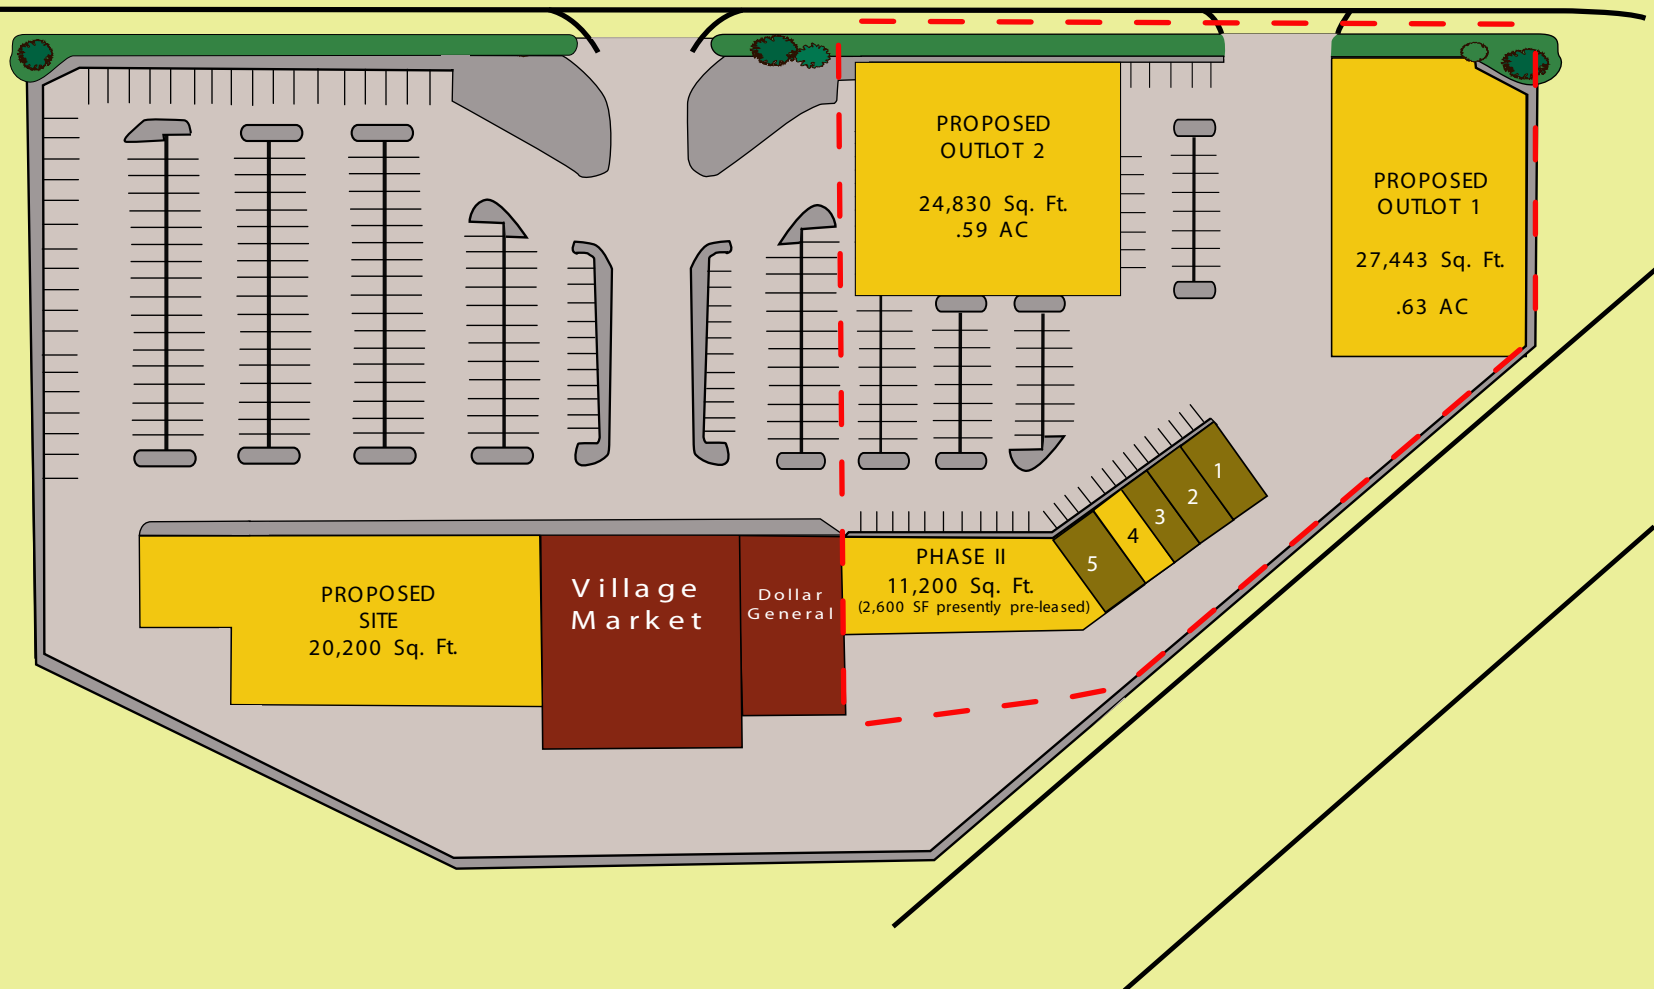 PROPOSED
OUTLOT 2
24,830 Sq. Ft.
.59 AC
PROPOSED
OUTLOT 1
27,443 Sq. Ft.
.63 AC
1
2
3
4
5
PHASE II
11,200 Sq. Ft.
(2,600 SF presently pre-leased)
PROPOSED
SITE
20,200 Sq. Ft.
Village
Market
Dollar
General